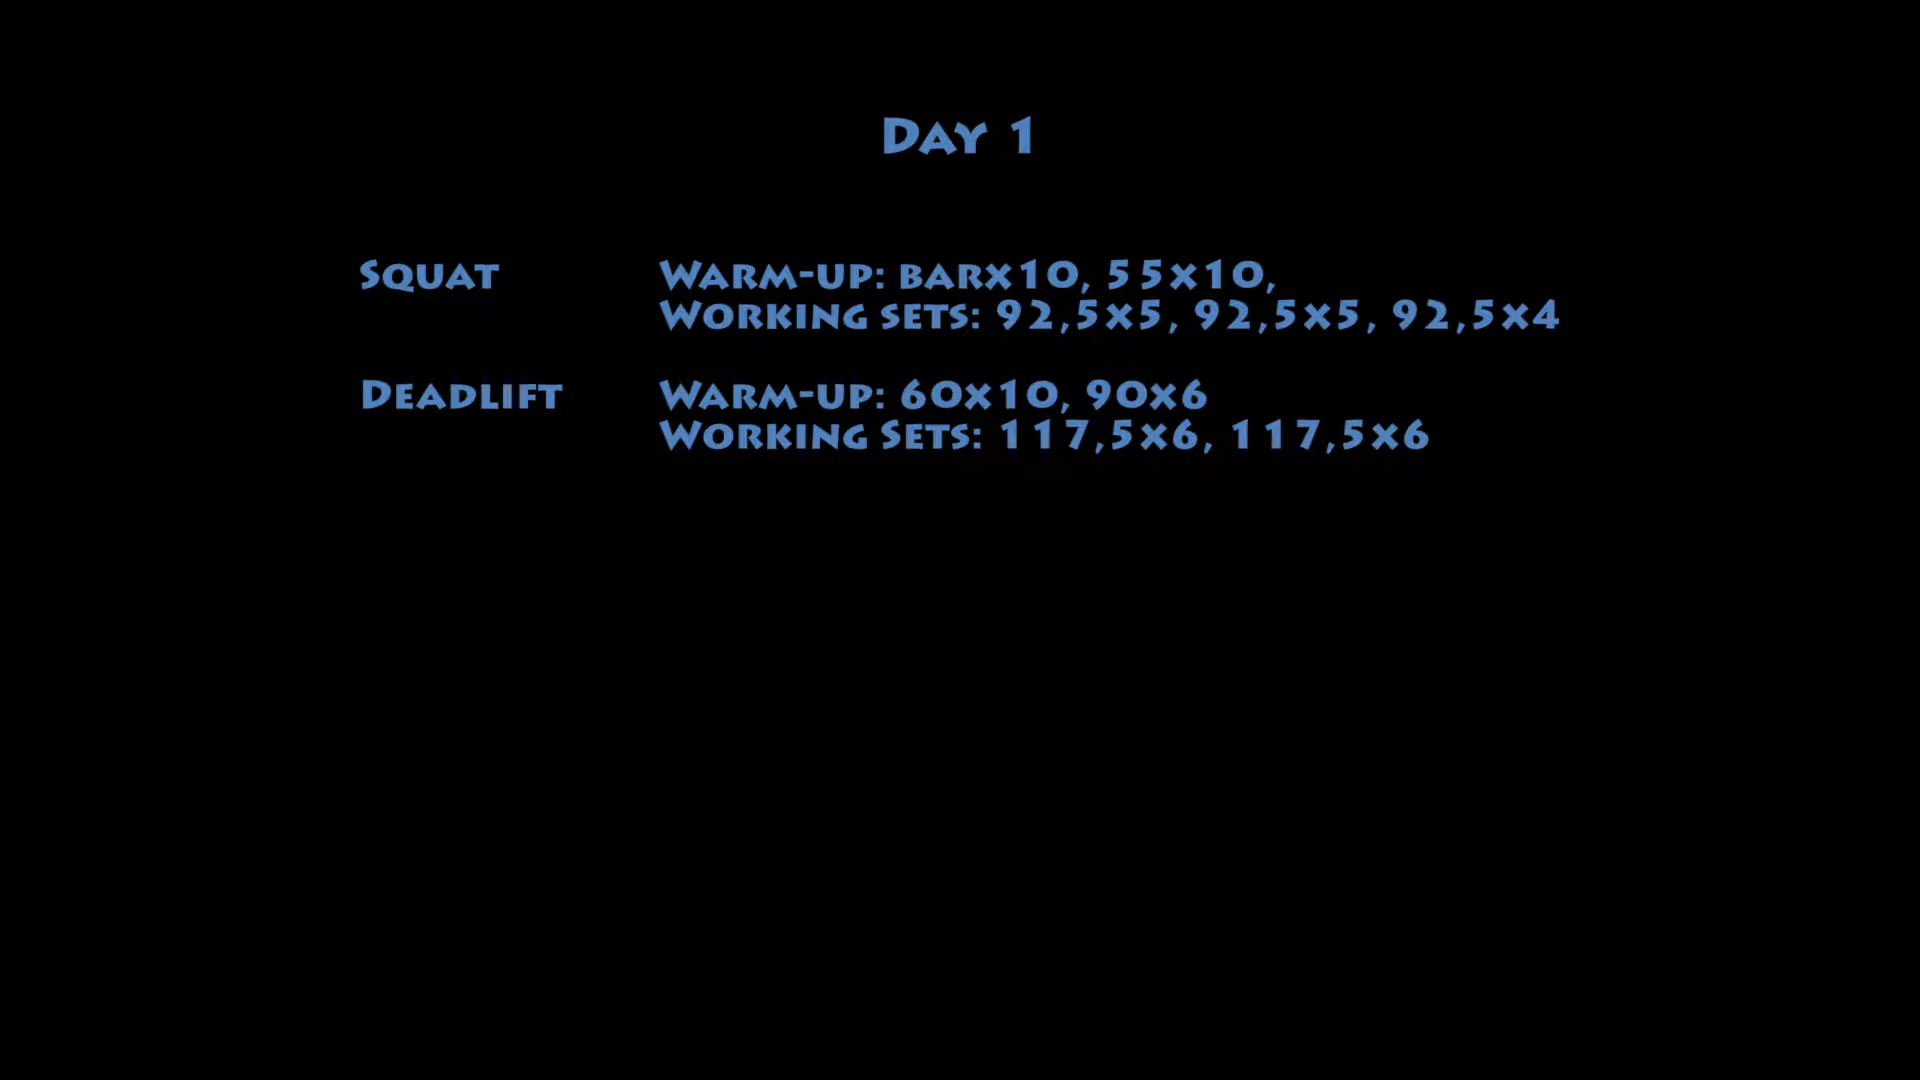 Day 1
Squat Warm-up: barx10, 55x10,
Working sets: 92,5x5, 92,5x5, 92,5x4
Deadlift Warm-up: 60x10, 90x6
Working Sets: 117,5x6, 117,5x6